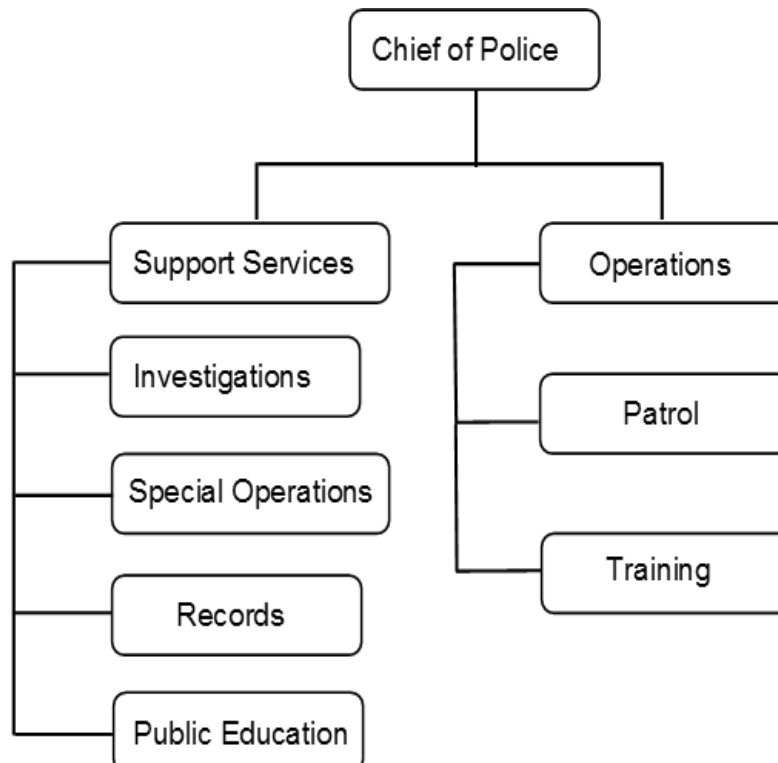 Chief of Police
Support Services
Investigations
Special Operations
Records
Public Education
Operations
Patrol
Training